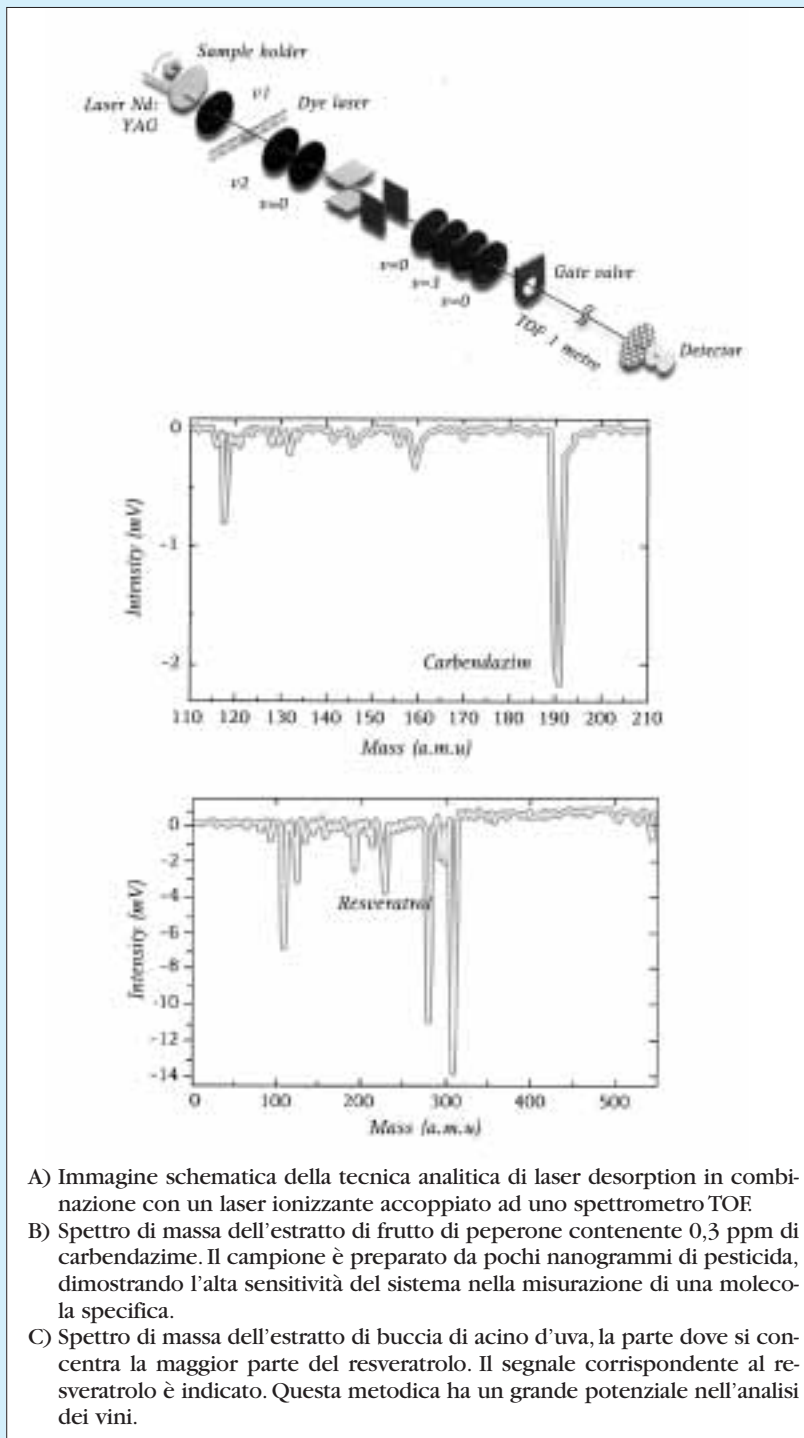 Sample holder
Laser Nd:
YAG
v1
Dye laser
v2
v=0
v=0
v=3
v=0
Gate valve
TOF 1 metre
Detector
0
-1
-2
Intensity (mV)
Carbendazim
110 120 130 140 150 160 170 180 190 200 210
Mass (a.m.u)
0
-2
-4
-6
-8
-10
-12
-14
Intensity (mV)
Resveratrol
0 100 200 300 400 500
Mass (a.m.u)
A) Immagine schematica della tecnica analitica di laser desorption in combi-
nazione con un laser ionizzante accoppiato ad uno spettrometro TOF.
B) Spettro di massa dell'estratto di frutto di peperone contenente 0,3 ppm di
carbendazime. Il campione è preparato da pochi nanogrammi di pesticida,
dimostrando l'alta sensitività del sistema nella misurazione di una moleco-
la specifica.
C) Spettro di massa dell'estratto di buccia di acino d'uva, la parte dove si con-
centra la maggior parte del resveratrolo. Il segnale corrispondente al re-
sveratrolo è indicato. Questa metodica ha un grande potenziale nell'analisi
dei vini.